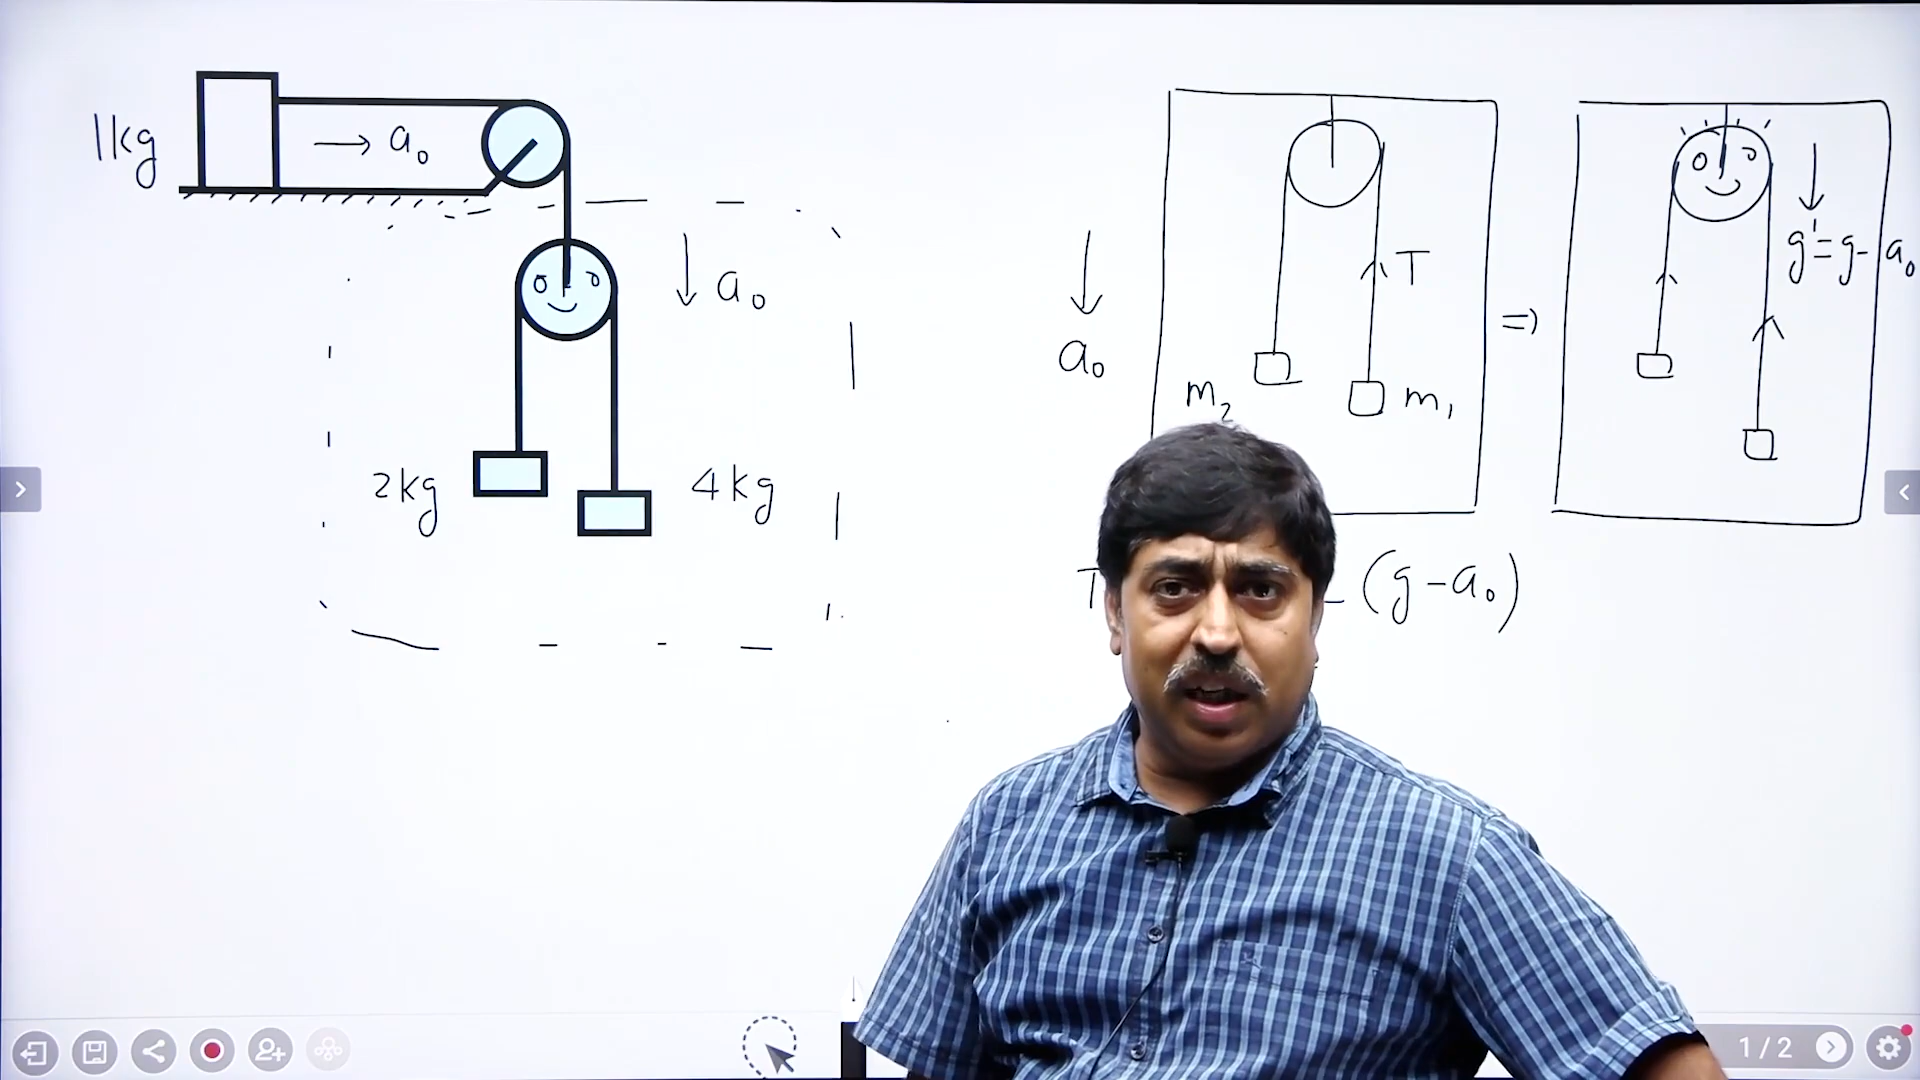 1kg
→ a₀
↓ a₀
2kg
4kg
↓
a₀
T
m₂
m₁
⇒
g'=g-a₀
T
(g-a₀)
1/2